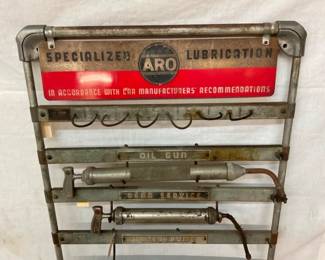 SPECIALIZED ARO LUBRICATION
IN ACCORDANCE WITH CAR MANUFACTURERS' RECOMMENDATIONS
OIL GUN
GEAR SERVICE